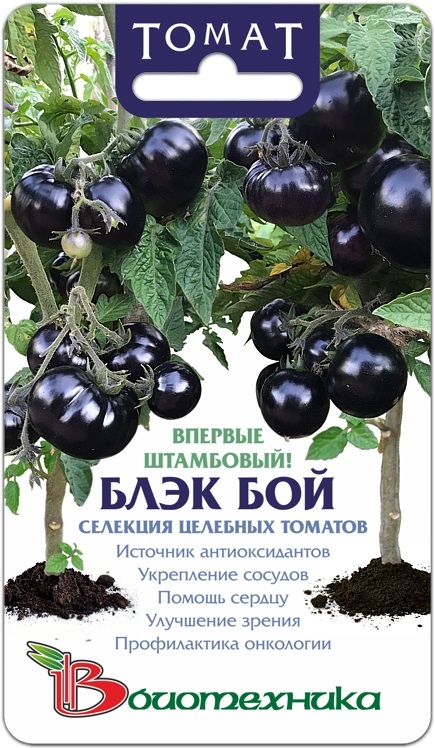 ТОМАТ
ВПЕРВЫЕ
ШТАМБОВЫЙ!
БЛЭК БОЙ
СЕЛЕКЦИЯ ЦЕЛЕБНЫХ ТОМАТОВ
Источник антиоксидантов
Укрепление сосудов
Помощь сердцу
Улучшение зрения
Профилактика онкологии
Биотехника